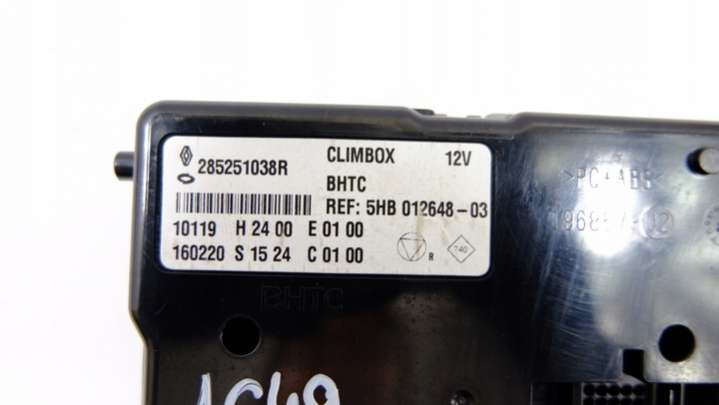 285251038R
CLIMBOX 12V
BHTC
REF: 5HB 012648-03
10119 H 24 00 E 01 00
160220 S 15 24 C 01 00
R
740
BHTC
>PC+ABS<